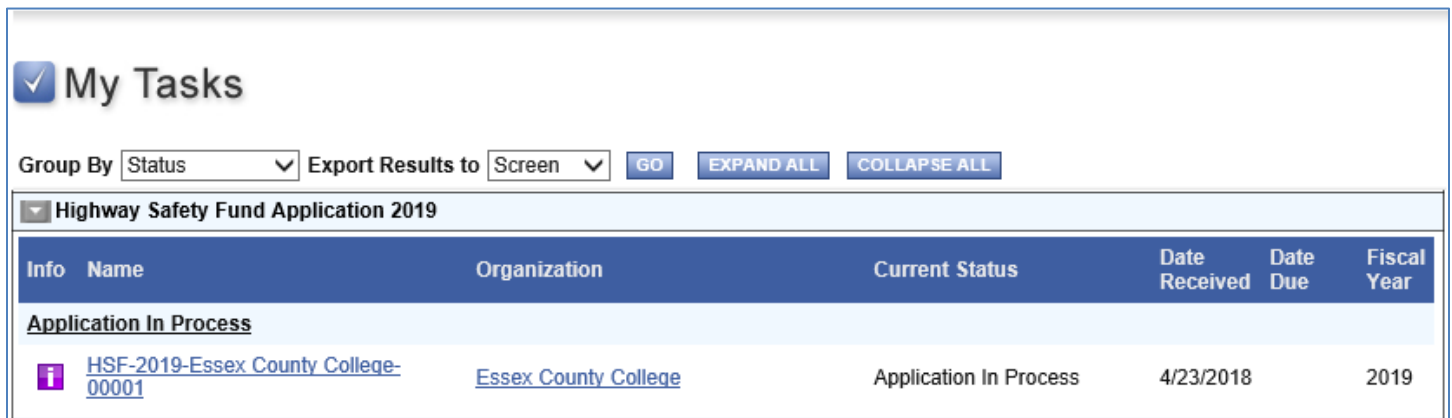 My Tasks
Group By Status Export Results to Screen GO EXPAND ALL COLLAPSE ALL
Highway Safety Fund Application 2019
Info Name Organization Current Status Date Received Date Due Fiscal Year
Application In Process
i HSF-2019-Essex County College-00001 Essex County College Application In Process 4/23/2018 2019